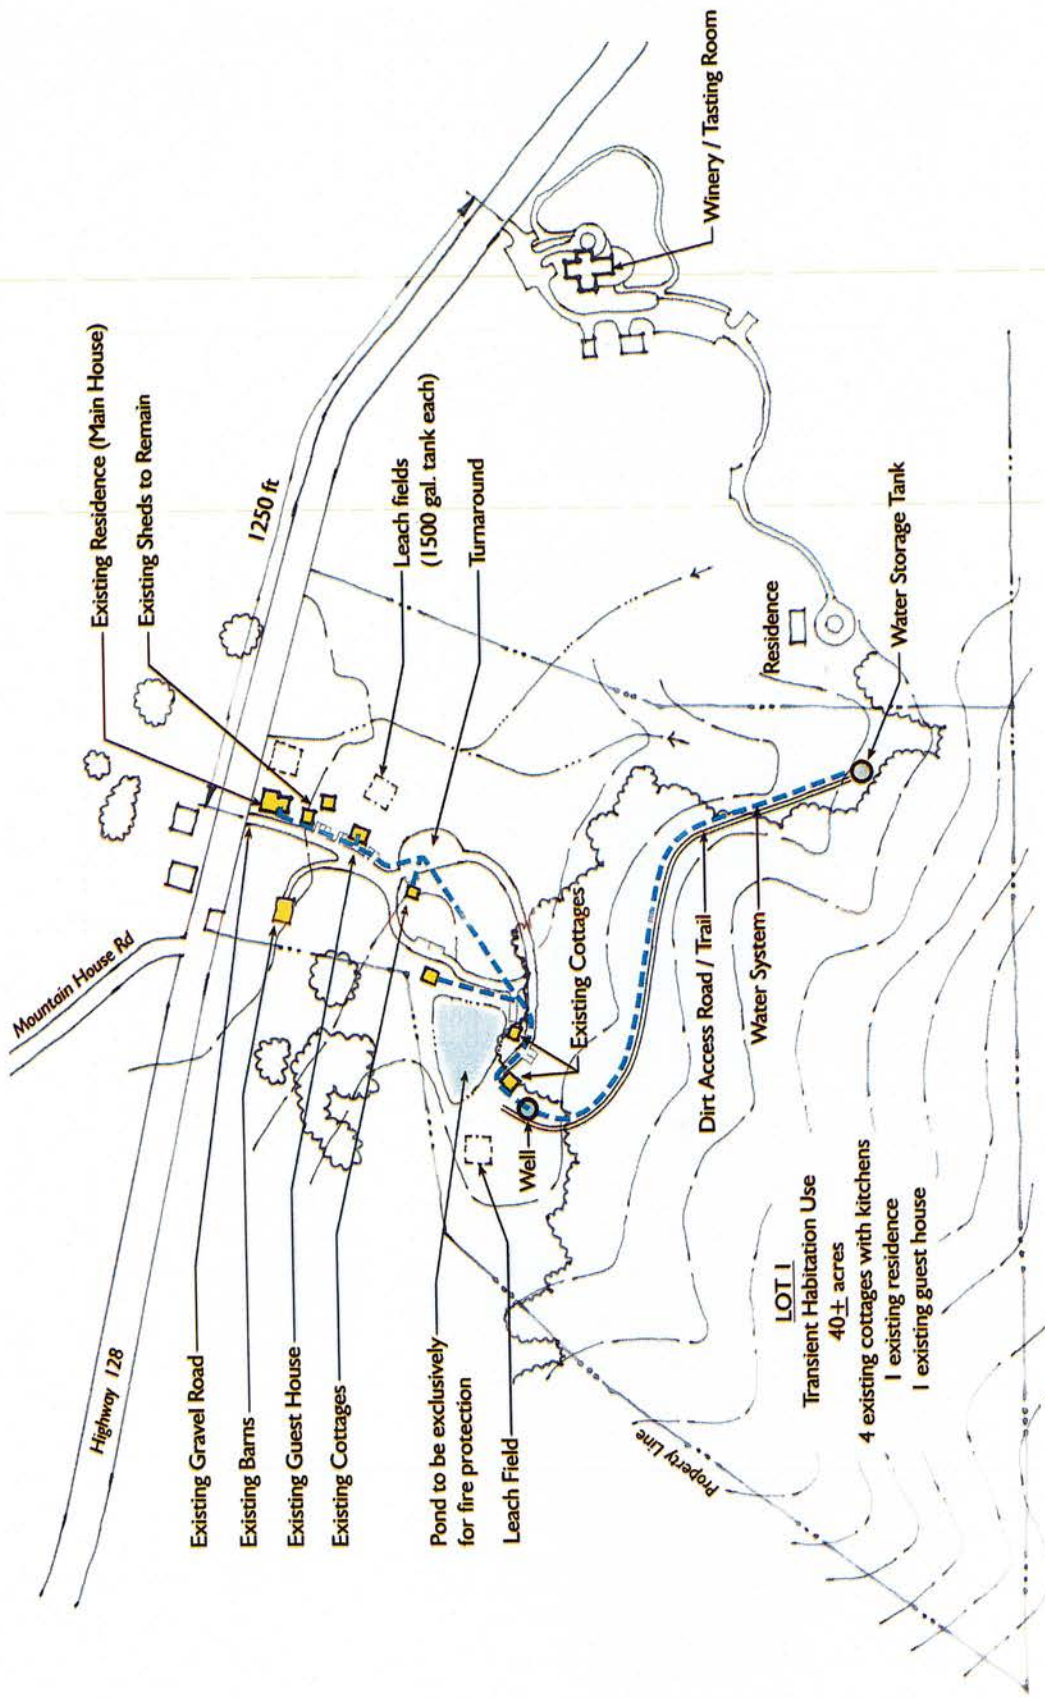 Mountain House Rd
Highway 128
1250 ft
Existing Residence (Main House)
Existing Sheds to Remain
Leach fields
(1500 gal. tank each)
Turnaround
Winery / Tasting Room
Existing Gravel Road
Existing Barns
Existing Guest House
Existing Cottages
Pond to be exclusively
for fire protection
Leach Field
Well
Existing Cottages
Dirt Access Road / Trail
Water System
Residence
Water Storage Tank
Property Line
LOT 1
Transient Habitation Use
40± acres
4 existing cottages with kitchens
1 existing residence
1 existing guest house